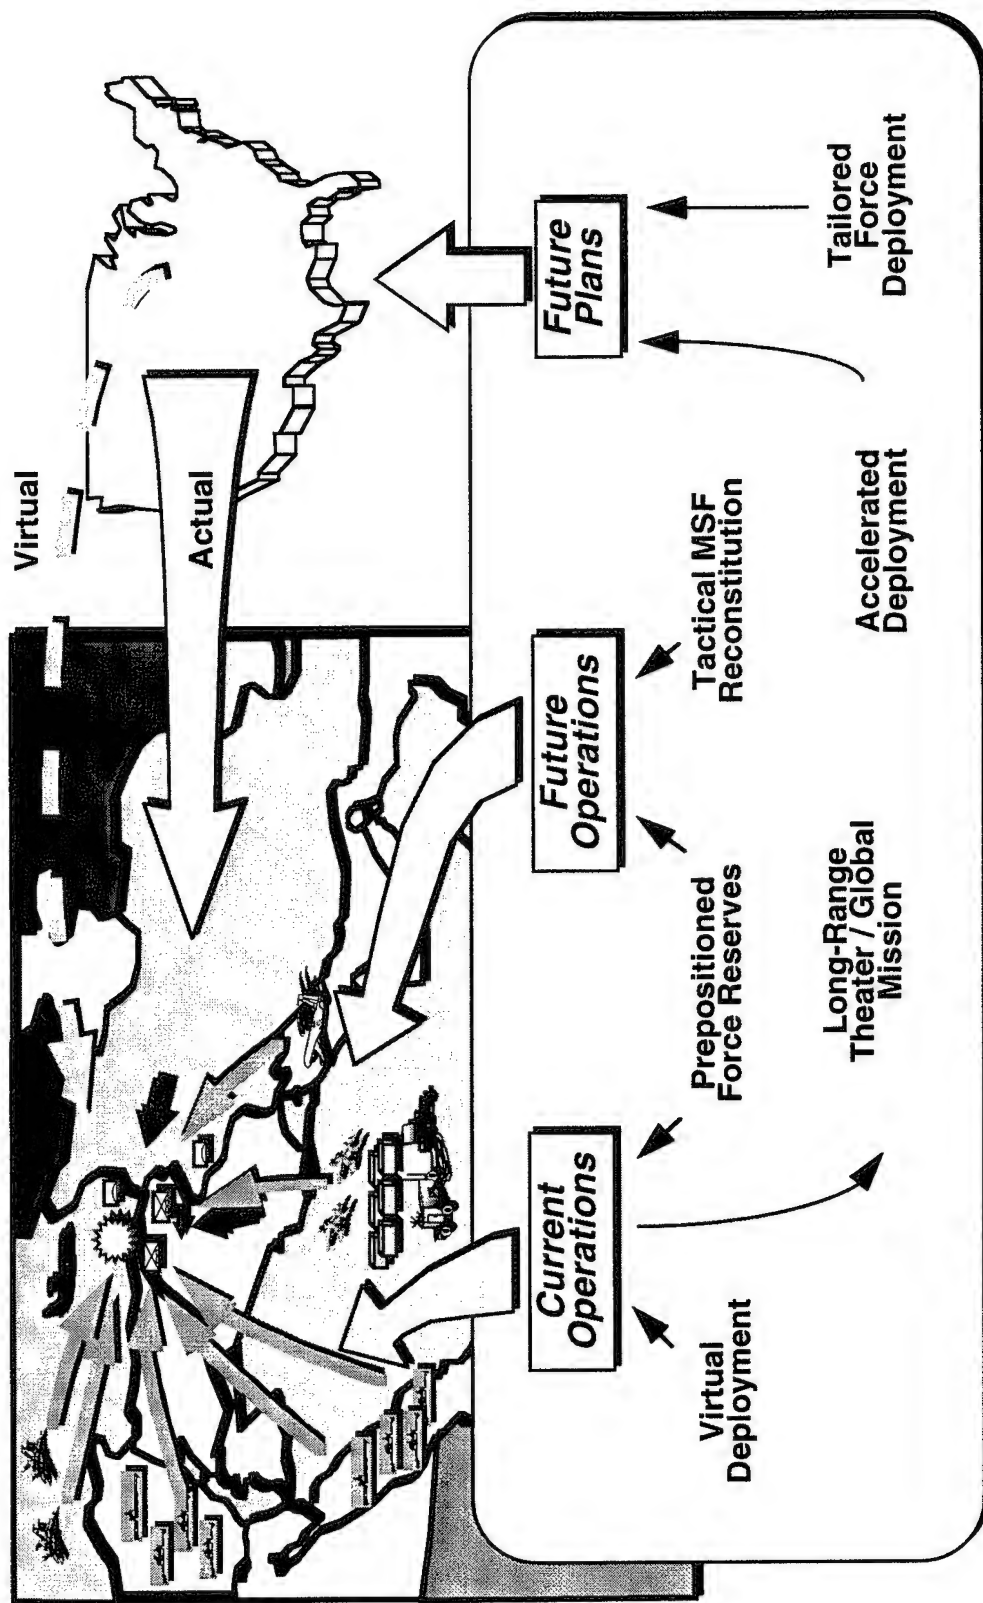 Virtual
Actual
Current
Operations
Future
Operations
Future
Plans
Virtual
Deployment
Prepositioned
Force Reserves
Tactical MSF
Reconstitution
Long-Range
Theater / Global
Mission
Accelerated
Deployment
Tailored
Force
Deployment